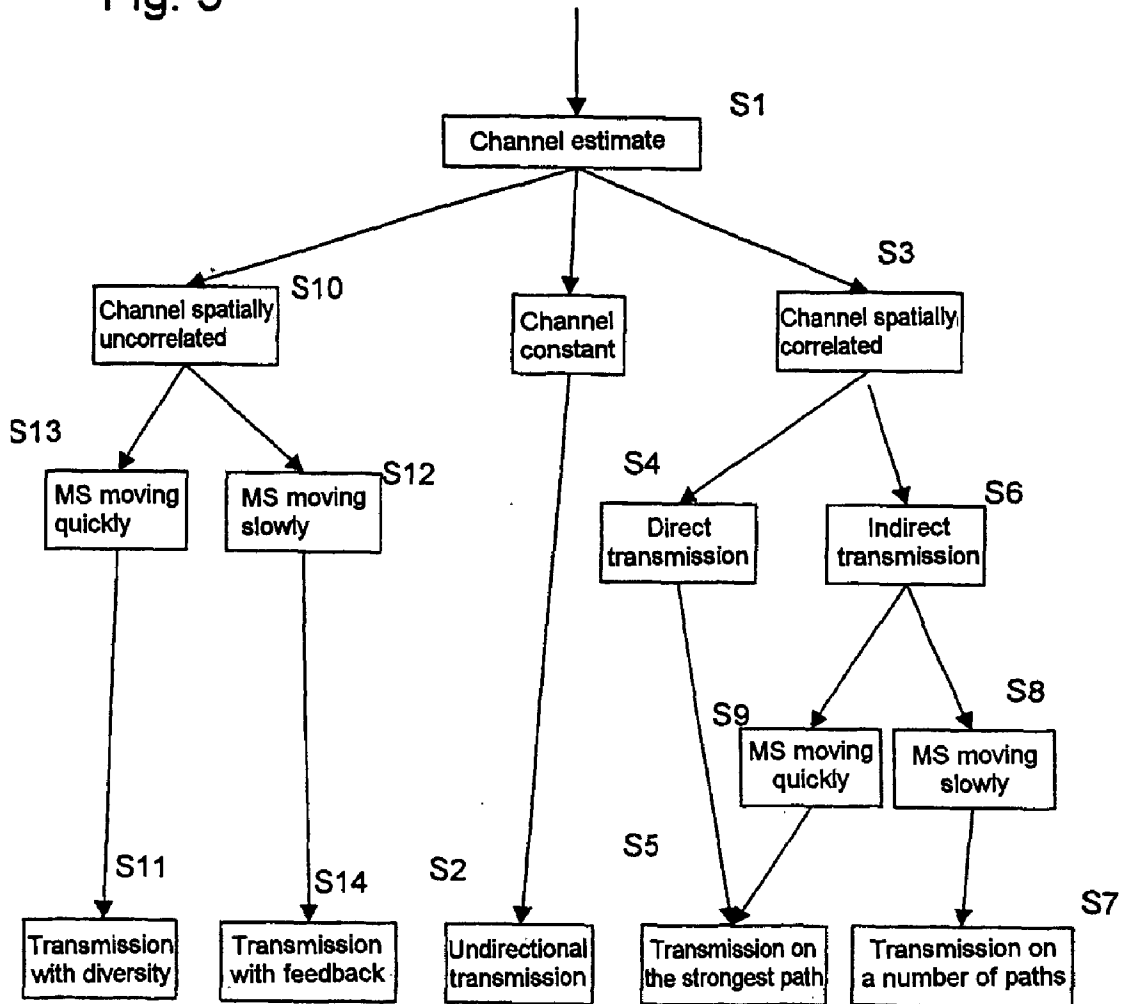 Fig. 3
S1
Channel estimate
S3
S10
Channel spatially
uncorrelated
Channel
constant
Channel spatially
correlated
S13
S12
S4
S6
MS moving
quickly
MS moving
slowly
Direct
transmission
Indirect
transmission
S9
S8
MS moving
quickly
MS moving
slowly
S11
S14
S2
S5
S7
Transmission
with diversity
Transmission
with feedback
Undirectional
transmission
Transmission on
the strongest path
Transmission on
a number of paths